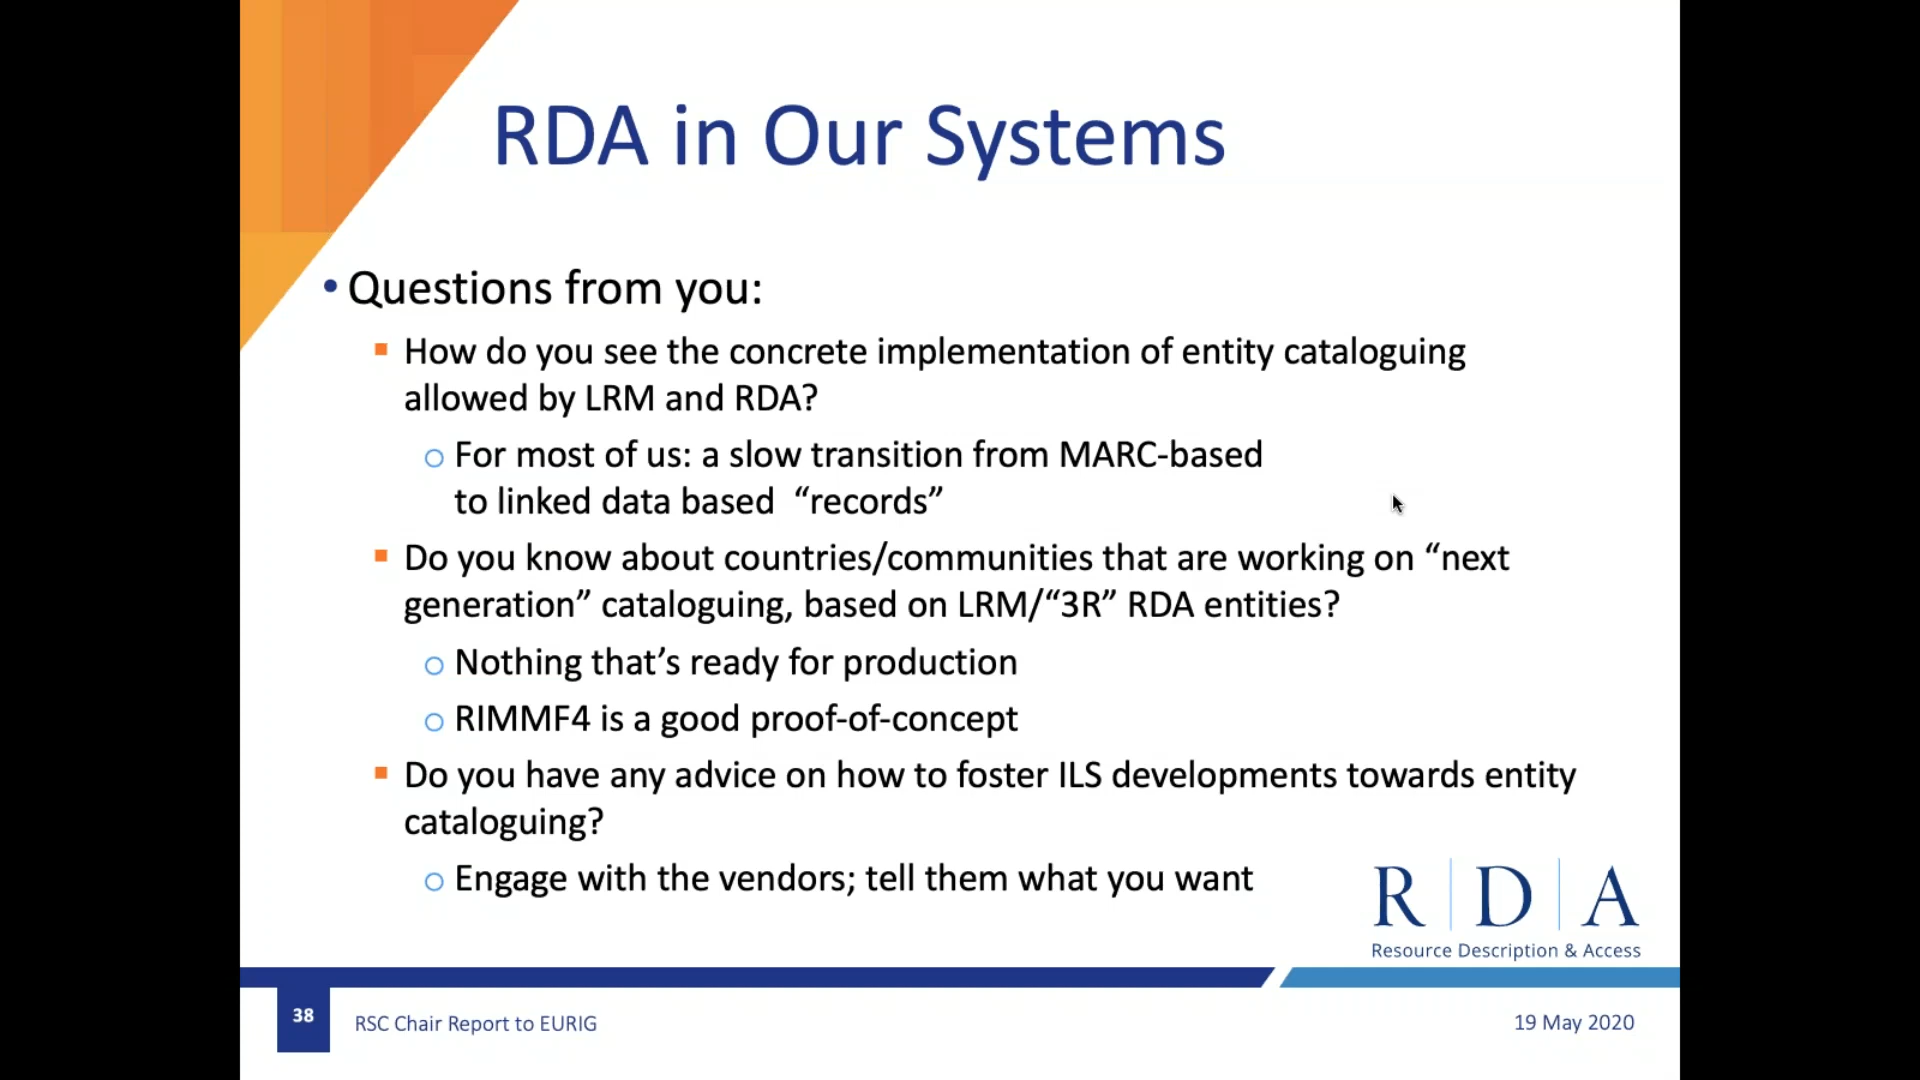 RDA in Our Systems
• Questions from you:
▪ How do you see the concrete implementation of entity cataloguing
allowed by LRM and RDA?
o For most of us: a slow transition from MARC-based
to linked data based “records”
▪ Do you know about countries/communities that are working on “next
generation” cataloguing, based on LRM/“3R” RDA entities?
o Nothing that’s ready for production
o RIMMF4 is a good proof-of-concept
▪ Do you have any advice on how to foster ILS developments towards entity
cataloguing?
o Engage with the vendors; tell them what you want
R | D | A
Resource Description & Access
38
RSC Chair Report to EURIG
19 May 2020